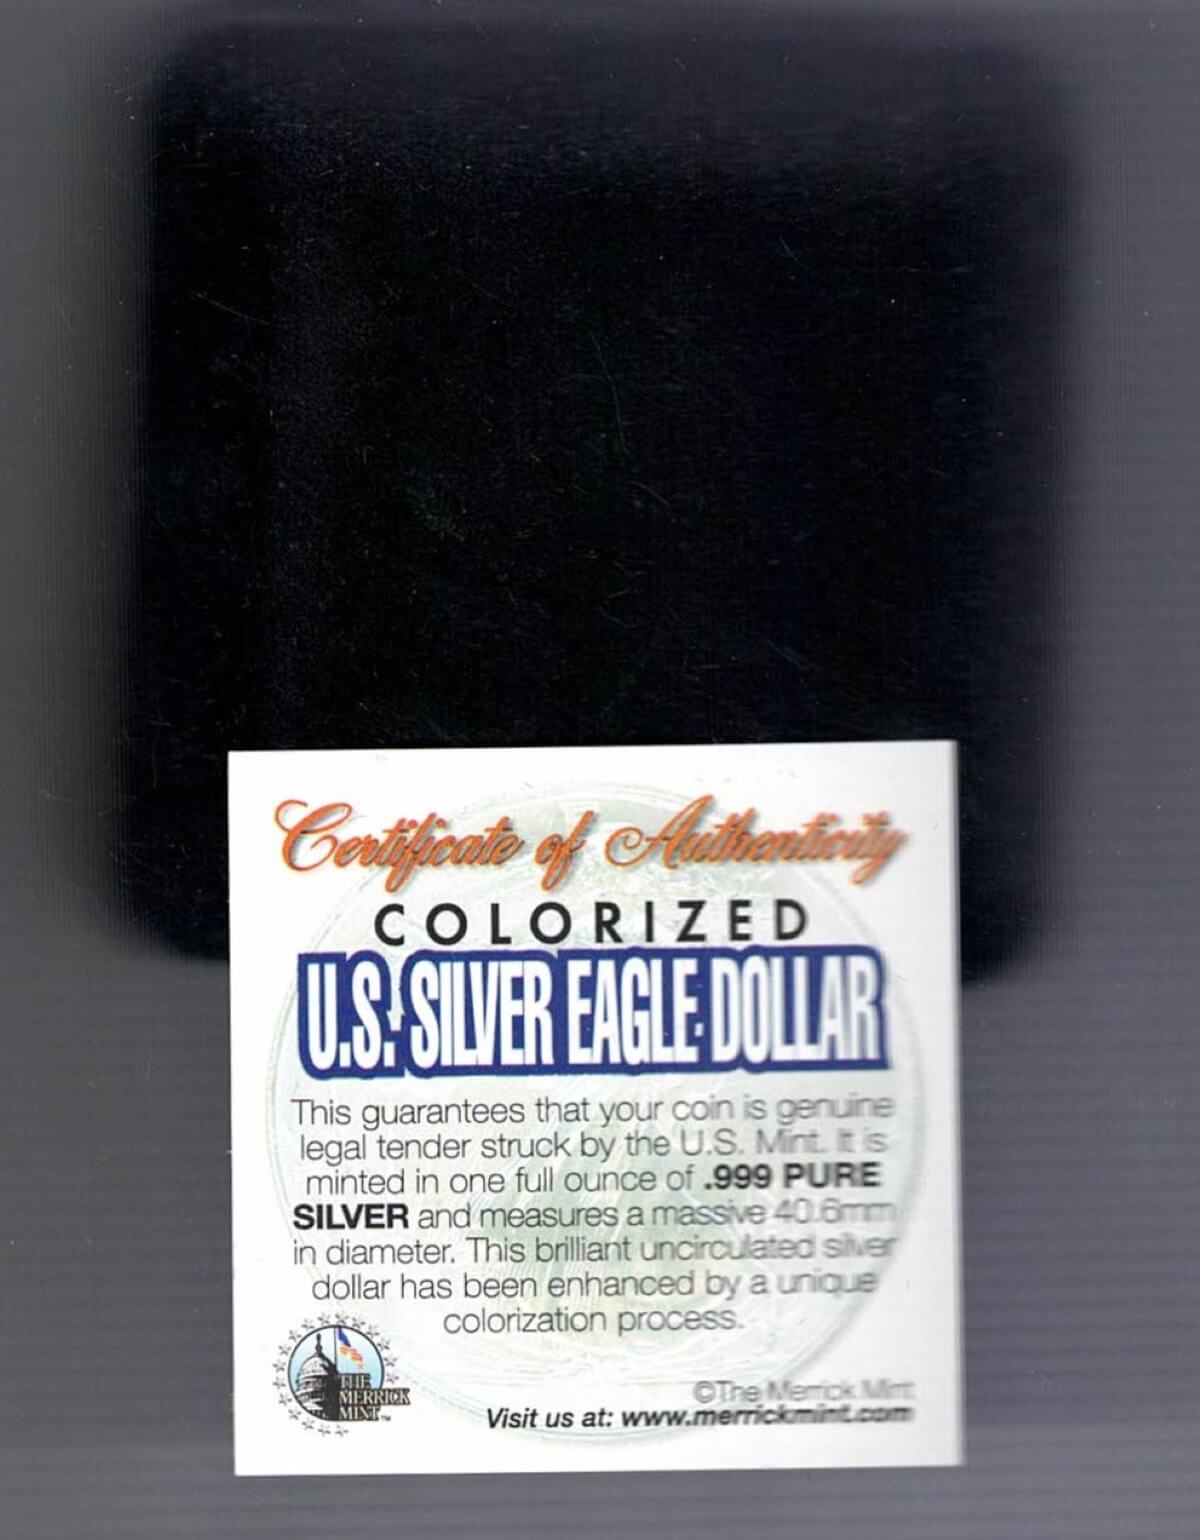 Certificate of Authenticity
COLORIZED
U.S. SILVER EAGLE DOLLAR
This guarantees that your coin is genuine
legal tender struck by the U.S. Mint. It is
minted in one full ounce of .999 PURE
SILVER and measures a massive 40.6mm
in diameter. This brilliant uncirculated silver
dollar has been enhanced by a unique
colorization process.
THE
MERRICK
MINT™
©The Merrick Mint
Visit us at: www.merrickmint.com